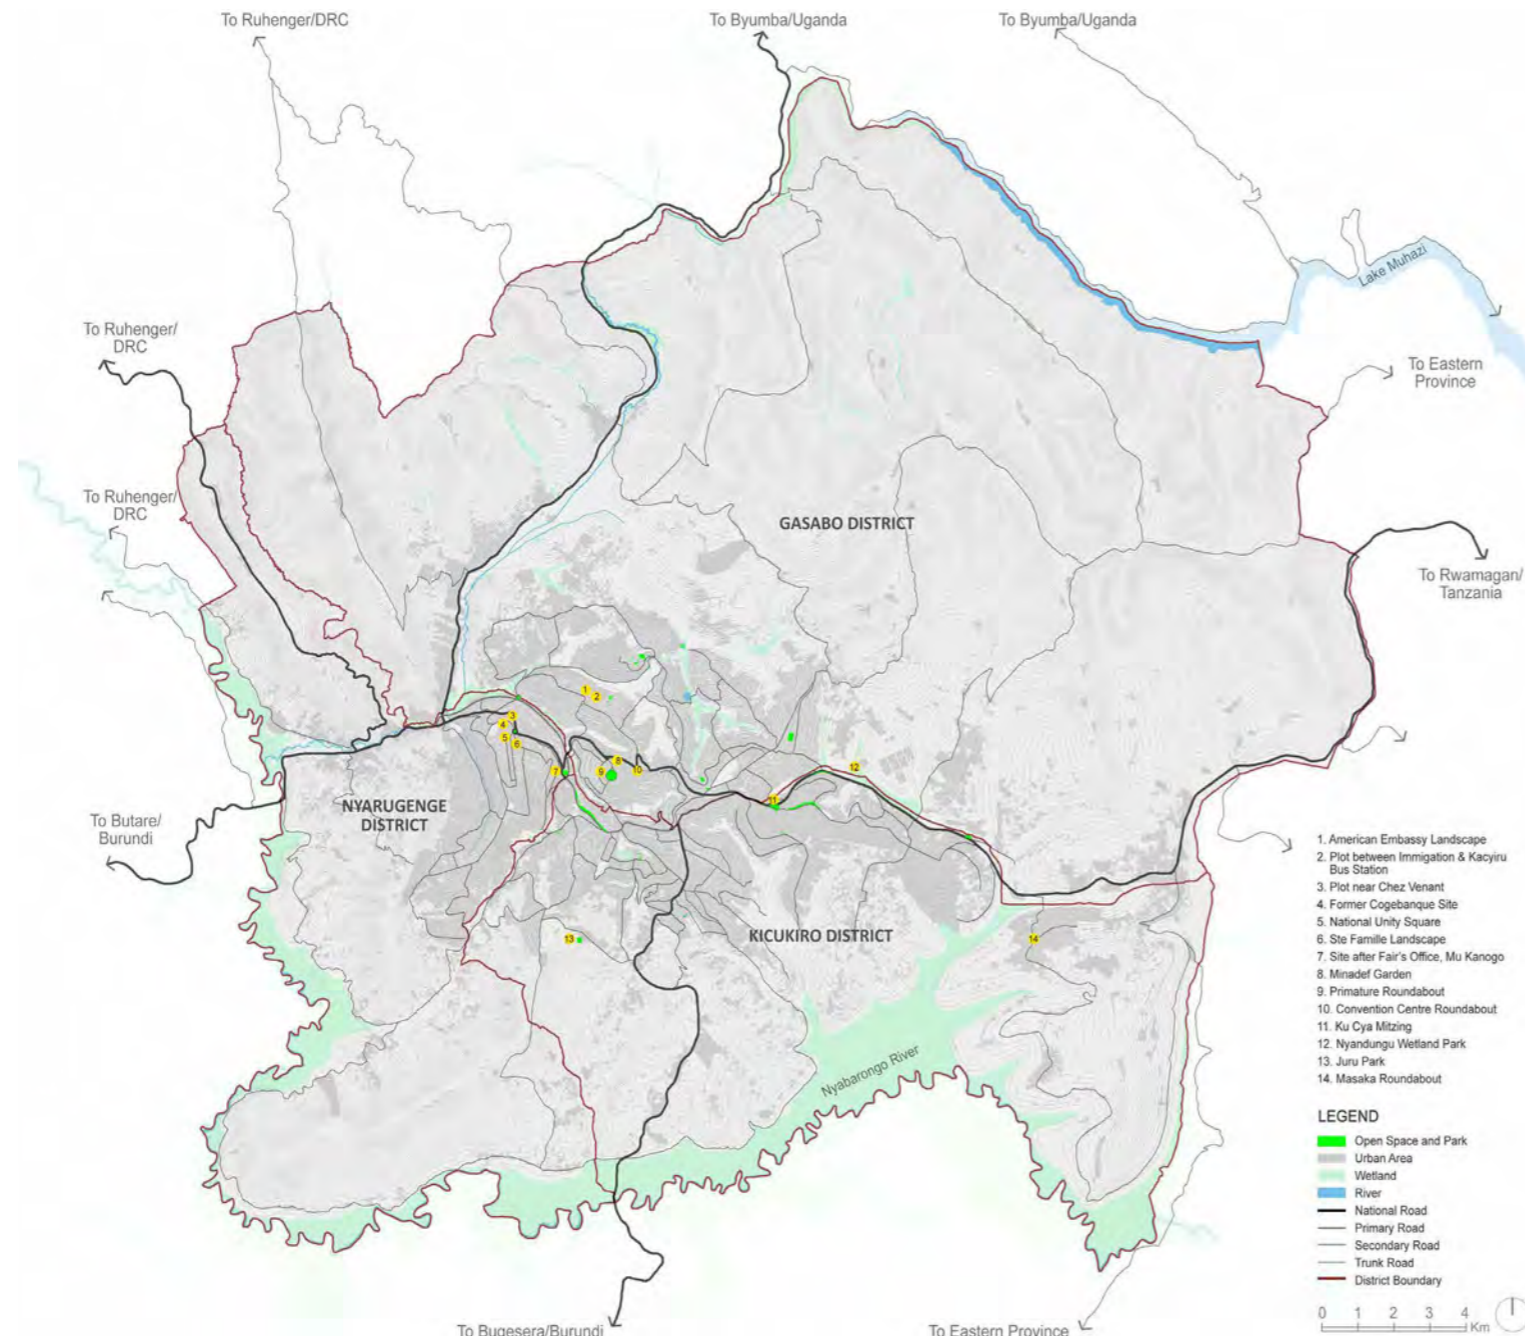 To Ruhenger/DRC
To Byumba/Uganda
To Byumba/Uganda
Lake Muhazi
To Ruhenger/
DRC
To Eastern
Province
To Ruhenger/
DRC
GASABO DISTRICT
To Rwamagan/
Tanzania
1
2
3
4
5
6
7
8
9
10
11
12
NYARUGENGE
DISTRICT
To Butare/
Burundi
KICUKIRO DISTRICT
13
14
Nyabarongo River
To Bugesera/Burundi
To Eastern Province
1. American Embassy Landscape
2. Plot between Immigation & Kacyiru
Bus Station
3. Plot near Chez Venant
4. Former Cogebanque Site
5. National Unity Square
6. Ste Famille Landscape
7. Site after Fair's Office, Mu Kanogo
8. Minadef Garden
9. Primature Roundabout
10. Convention Centre Roundabout
11. Ku Cya Mitzing
12. Nyandungu Wetland Park
13. Juru Park
14. Masaka Roundabout
LEGEND
Open Space and Park
Urban Area
Wetland
River
National Road
Primary Road
Secondary Road
Trunk Road
District Boundary
0 1 2 3 4
Km